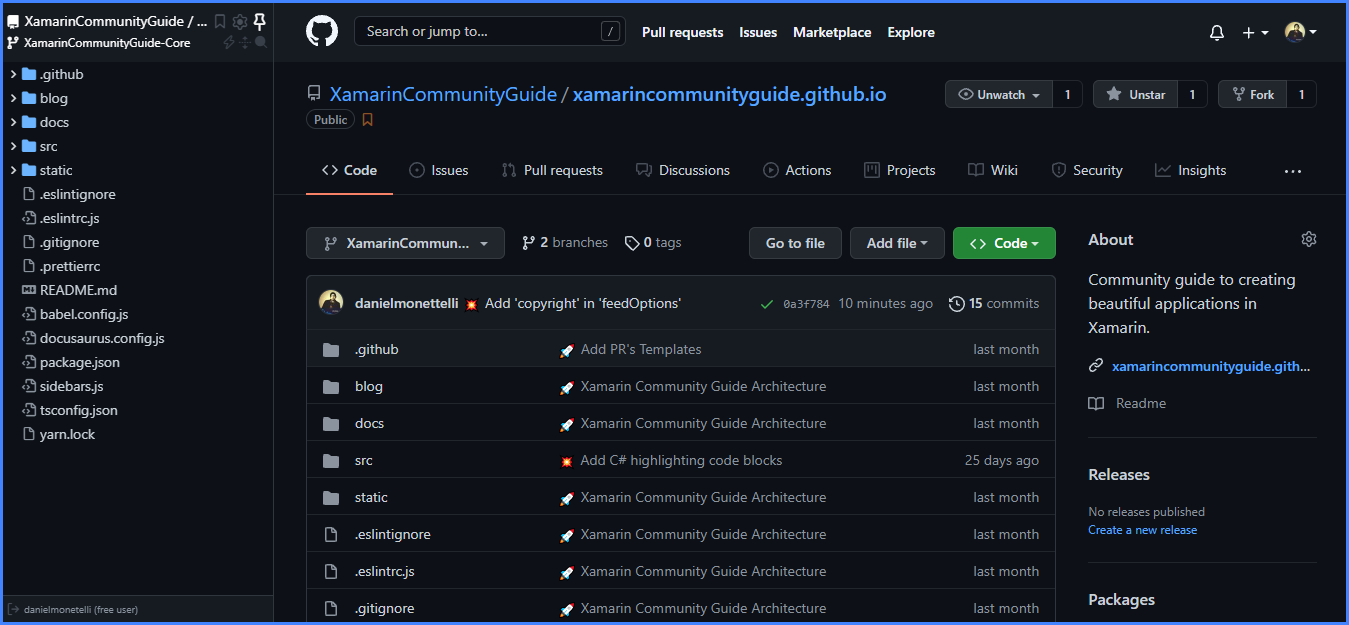 XamarinCommunityGuide / ...
XamarinCommunityGuide-Core
.github
blog
docs
src
static
.eslintignore
.eslintrc.js
.gitignore
.prettierrc
README.md
babel.config.js
docusaurus.config.js
package.json
sidebars.js
tsconfig.json
yarn.lock
danielmonetelli (free user)
Search or jump to... /
Pull requests Issues Marketplace Explore
XamarinCommunityGuide / xamarincommunityguide.github.io
Public
Unwatch 1 Unstar 1 Fork 1
Code Issues Pull requests Discussions Actions Projects Wiki Security Insights ...
XamarinCommun... 2 branches 0 tags Go to file Add file Code
danielmonettelli Add 'copyright' in 'feedOptions' 0a3f784 10 minutes ago 15 commits
.github Add PR's Templates last month
blog Xamarin Community Guide Architecture last month
docs Xamarin Community Guide Architecture last month
src Add C# highlighting code blocks 25 days ago
static Xamarin Community Guide Architecture last month
.eslintignore Xamarin Community Guide Architecture last month
.eslintrc.js Xamarin Community Guide Architecture last month
.gitignore Xamarin Community Guide Architecture last month
About
Community guide to creating
beautiful applications in
Xamarin.
xamarincommunityguide.gith...
Readme
Releases
No releases published
Create a new release
Packages